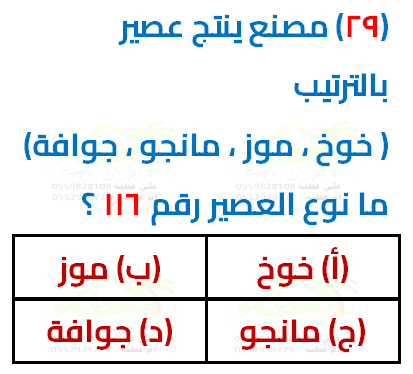 (٢٩) مصنع ينتج عصير
بالترتيب
( خوخ ، موز ، مانجو ، جوافة)
ما نوع العصير رقم ١١٦ ؟
(أ) خوخ (ب) موز
(ج) مانجو (د) جوافة